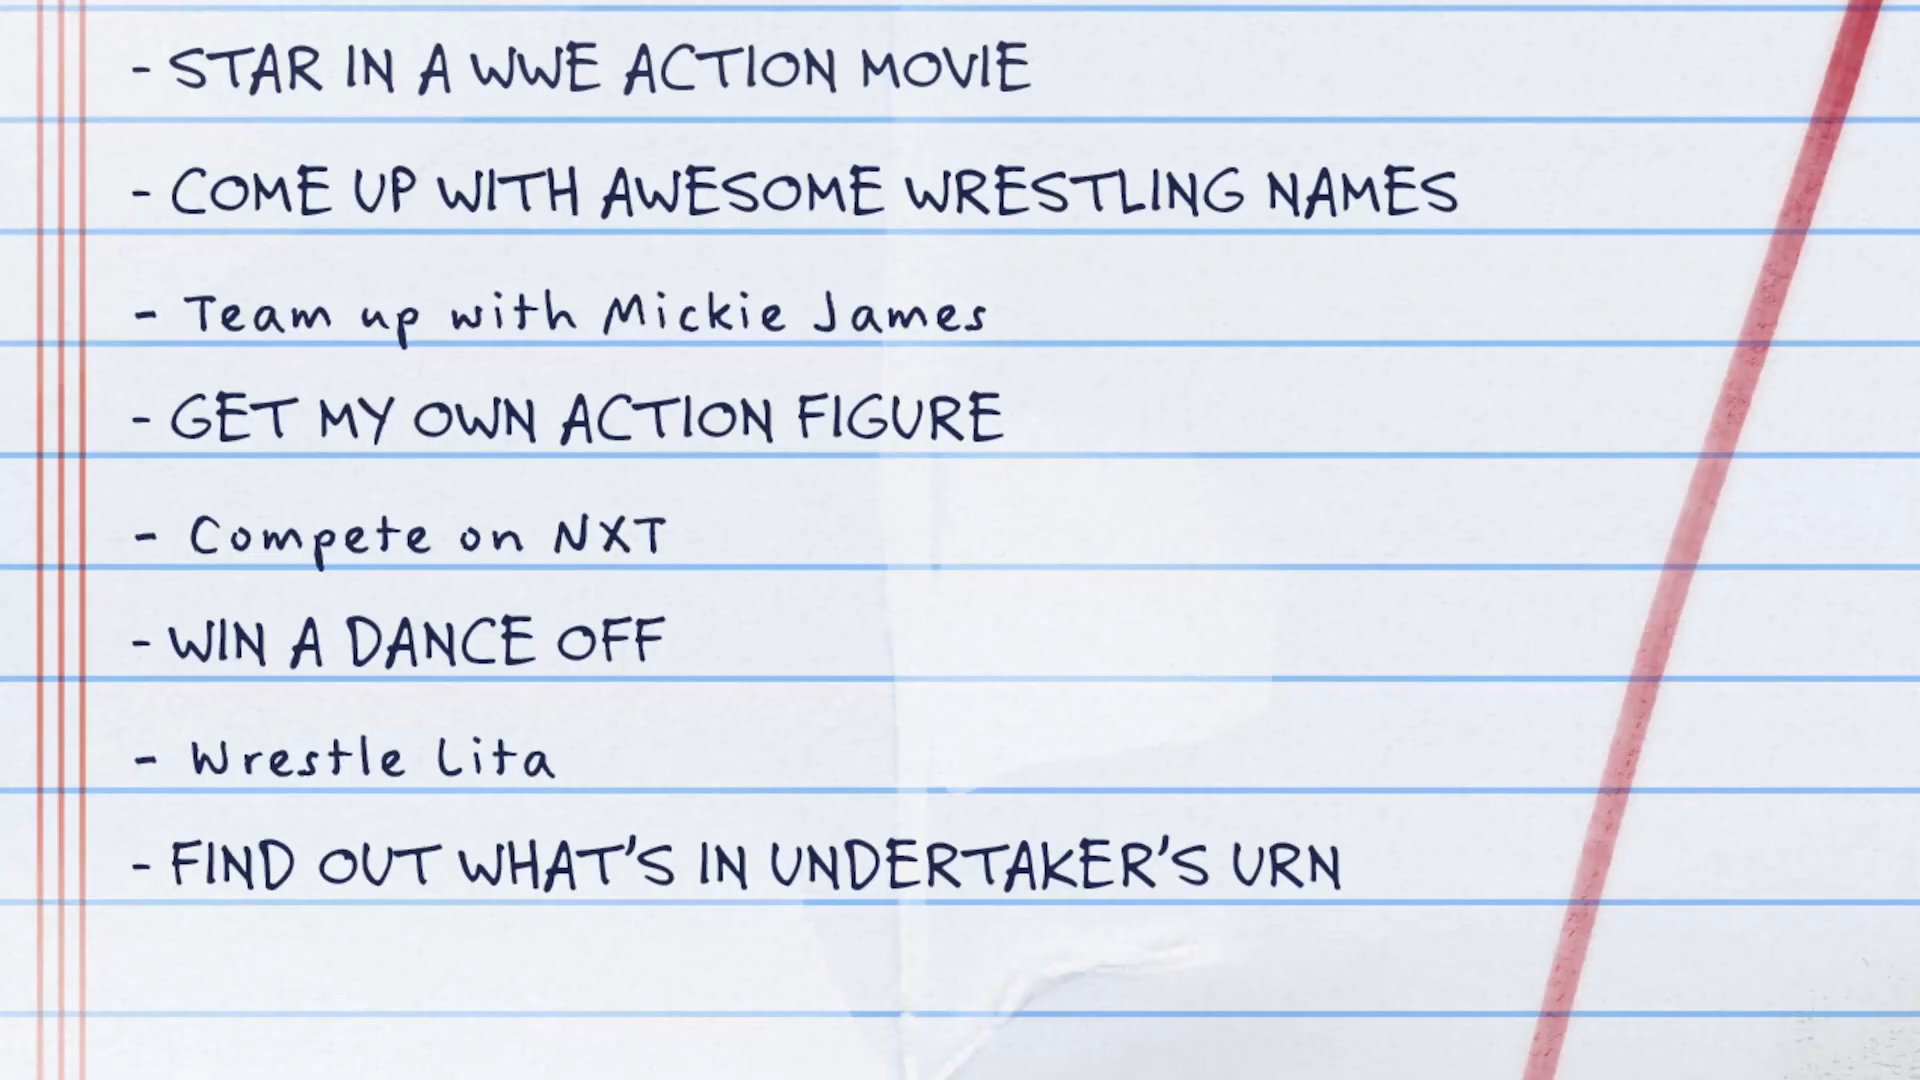 - STAR IN A WWE ACTION MOVIE
- COME UP WITH AWESOME WRESTLING NAMES
- Team up with Mickie James
- GET MY OWN ACTION FIGURE
- Compete on NXT
- WIN A DANCE OFF
- Wrestle Lita
- FIND OUT WHAT'S IN UNDERTAKER'S URN